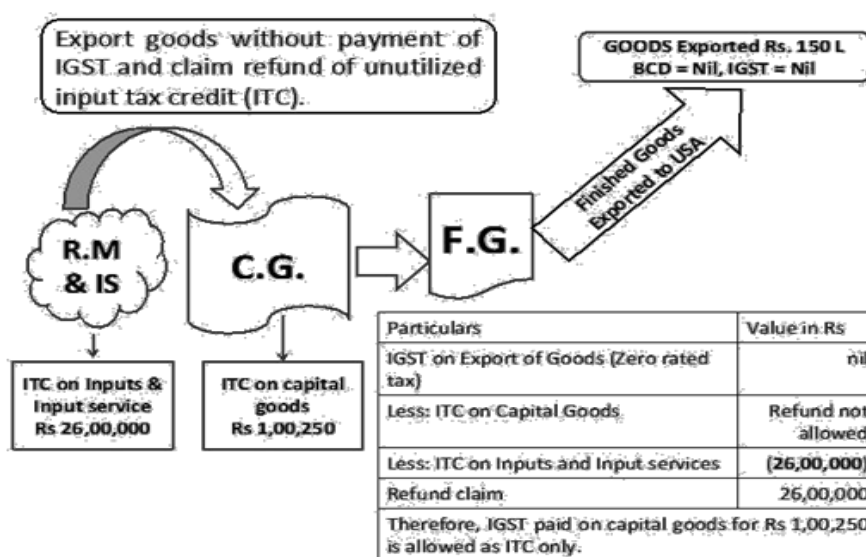 Export goods without payment of
IGST and claim refund of unutilized
input tax credit (ITC).
GOODS Exported Rs. 150 L
BCD = Nil, IGST = Nil
Finished Goods
Exported to USA
R.M
& IS
C.G.
F.G.
ITC on Inputs &
Input service
Rs 26,00,000
ITC on capital
goods
Rs 1,00,250
Particulars Value in Rs
IGST on Export of Goods (Zero rated nil
tax)
Less: ITC on Capital Goods Refund not
allowed
Less: ITC on Inputs and Input services (26,00,000)
Refund claim 26,00,000
Therefore, IGST paid on capital goods for Rs 1,00,250
is allowed as ITC only.